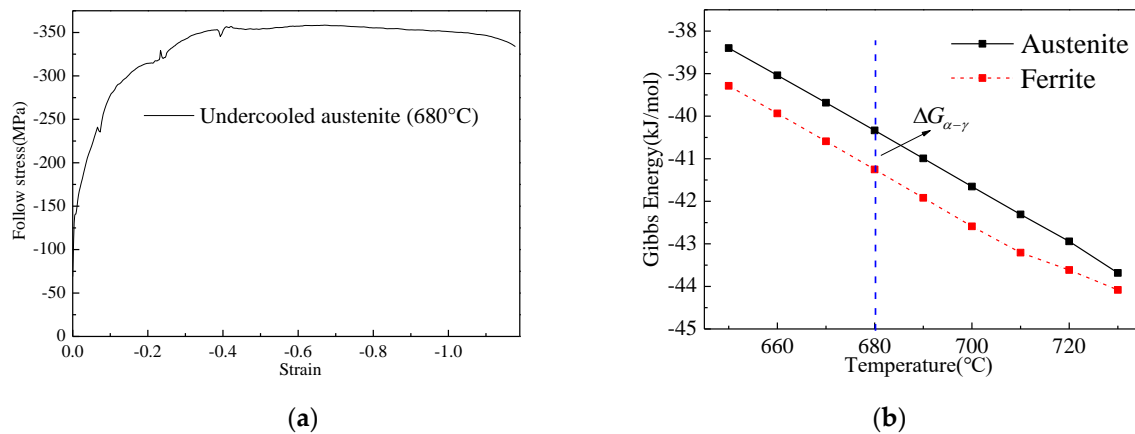 -350
-300
-250
-200
-150
-100
-50
0
Follow stress(MPa)
Undercooled austenite (680°C)
0.0 -0.2 -0.4 -0.6 -0.8 -1.0
Strain
(a)
-38
-39
-40
-41
-42
-43
-44
-45
Gibbs Energy(kJ/mol)
Austenite
Ferrite
ΔGα−γ
660 680 700 720
Temperature(℃)
(b)